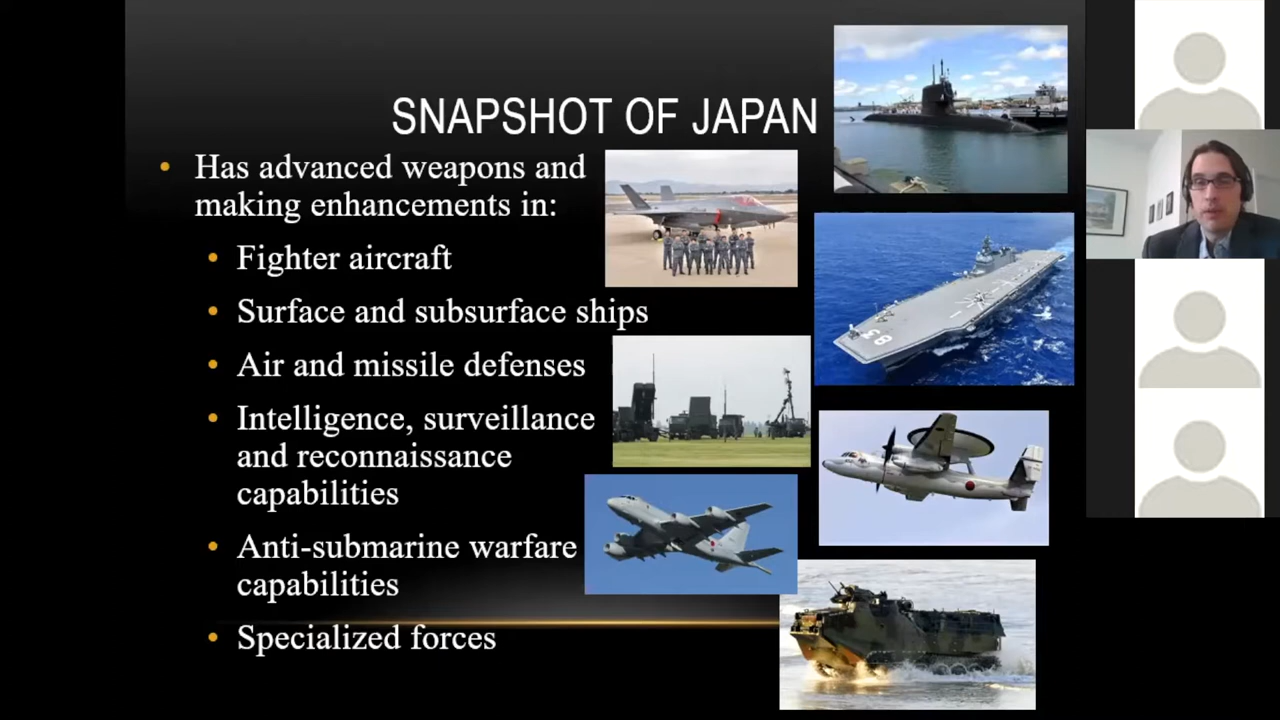 SNAPSHOT OF JAPAN
• Has advanced weapons and
making enhancements in:
• Fighter aircraft
• Surface and subsurface ships
• Air and missile defenses
• Intelligence, surveillance
and reconnaissance
capabilities
• Anti-submarine warfare
capabilities
• Specialized forces
83